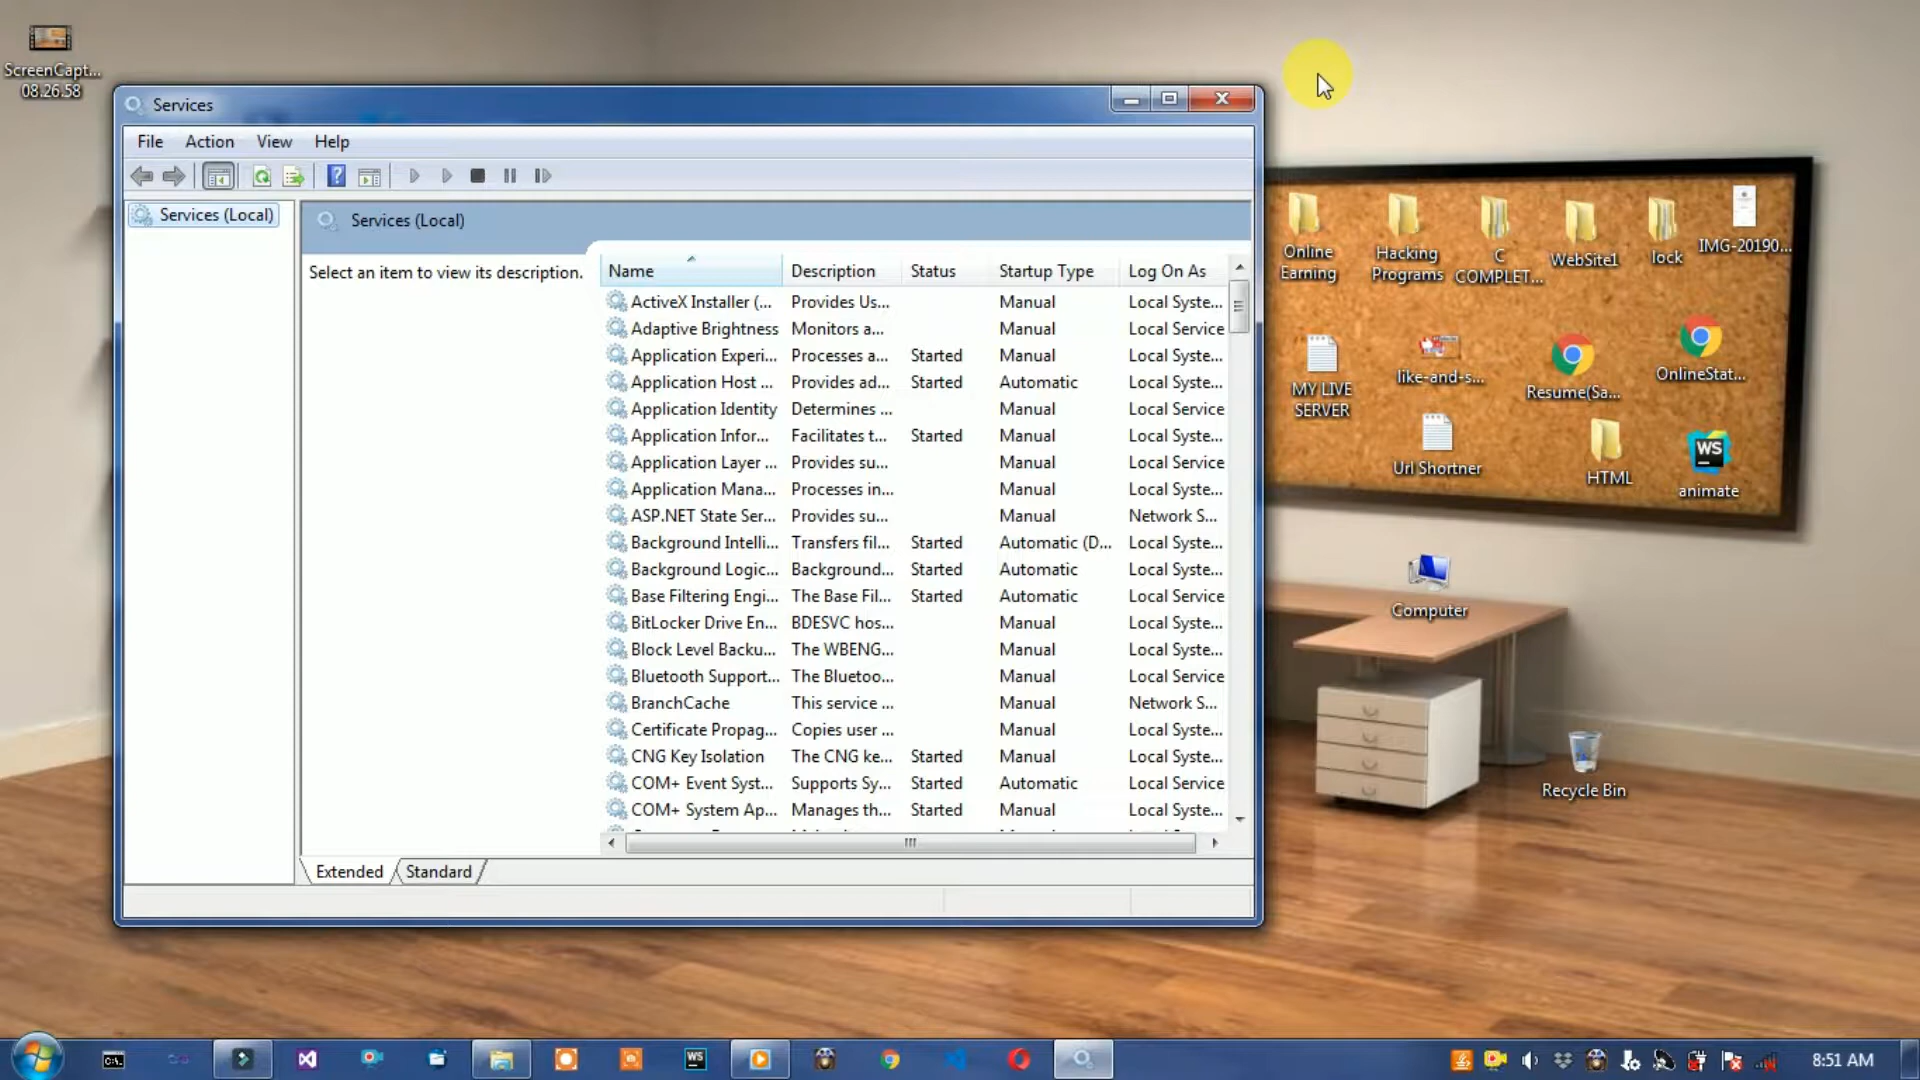 ScreenCapt...
08.26.58
Services
File Action View Help
Services (Local)
Services (Local)
Select an item to view its description.
Name Description Status Startup Type Log On As
ActiveX Installer (... Provides Us... Manual Local Syste...
Adaptive Brightness Monitors a... Manual Local Service
Application Experi... Processes a... Started Manual Local Syste...
Application Host ... Provides ad... Started Automatic Local Syste...
Application Identity Determines ... Manual Local Service
Application Infor... Facilitates t... Started Manual Local Syste...
Application Layer ... Provides su... Manual Local Service
Application Mana... Processes in... Manual Local Syste...
ASP.NET State Ser... Provides su... Manual Network S...
Background Intelli... Transfers fil... Started Automatic (D... Local Syste...
Background Logic... Background... Started Automatic Local Syste...
Base Filtering Engi... The Base Fil... Started Automatic Local Service
BitLocker Drive En... BDESVC hos... Manual Local Syste...
Block Level Backu... The WBENG... Manual Local Syste...
Bluetooth Support... The Bluetoo... Manual Local Service
BranchCache This service ... Manual Network S...
Certificate Propag... Copies user ... Manual Local Syste...
CNG Key Isolation The CNG ke... Started Manual Local Syste...
COM+ Event Syst... Supports Sy... Started Automatic Local Service
COM+ System Ap... Manages th... Started Manual Local Syste...
Extended Standard
Online
Earning
Hacking
Programs
C
COMPLET...
WebSite1
lock
IMG-20190...
MY LIVE
SERVER
like-and-s...
Resume(Sa...
OnlineStat...
Url Shortner
HTML
WS
animate
Computer
Recycle Bin
C:\.
WS
8:51 AM